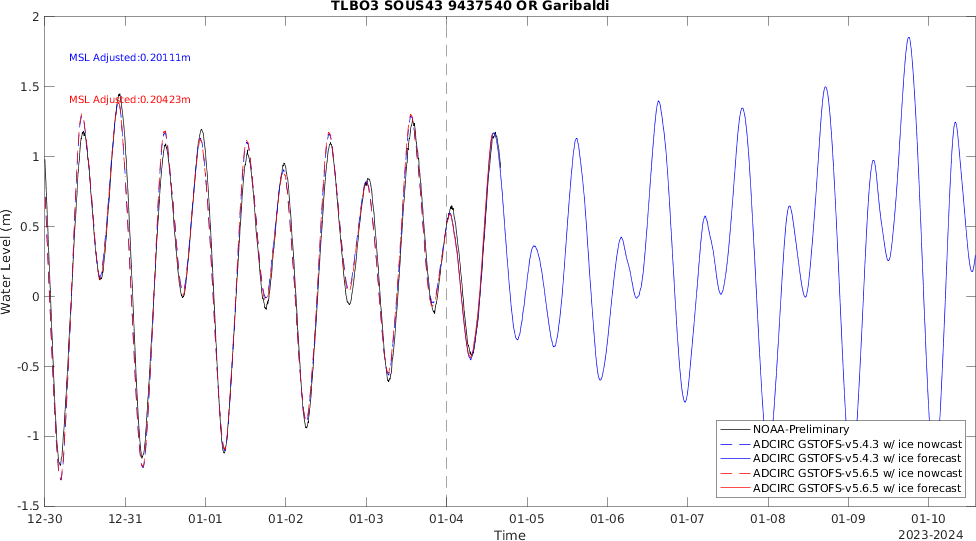 TLBO3 SOUS43 9437540 OR Garibaldi
2
MSL Adjusted:0.20111m
1.5
MSL Adjusted:0.20423m
1
0.5
Water Level (m)
0
-0.5
-1
-1.5
NOAA-Preliminary
ADCIRC GSTOFS-v5.4.3 w/ ice nowcast
ADCIRC GSTOFS-v5.4.3 w/ ice forecast
ADCIRC GSTOFS-v5.6.5 w/ ice nowcast
ADCIRC GSTOFS-v5.6.5 w/ ice forecast
12-30 12-31 01-01 01-02 01-03 01-04 01-05 01-06 01-07 01-08 01-09 01-10
Time
2023-2024